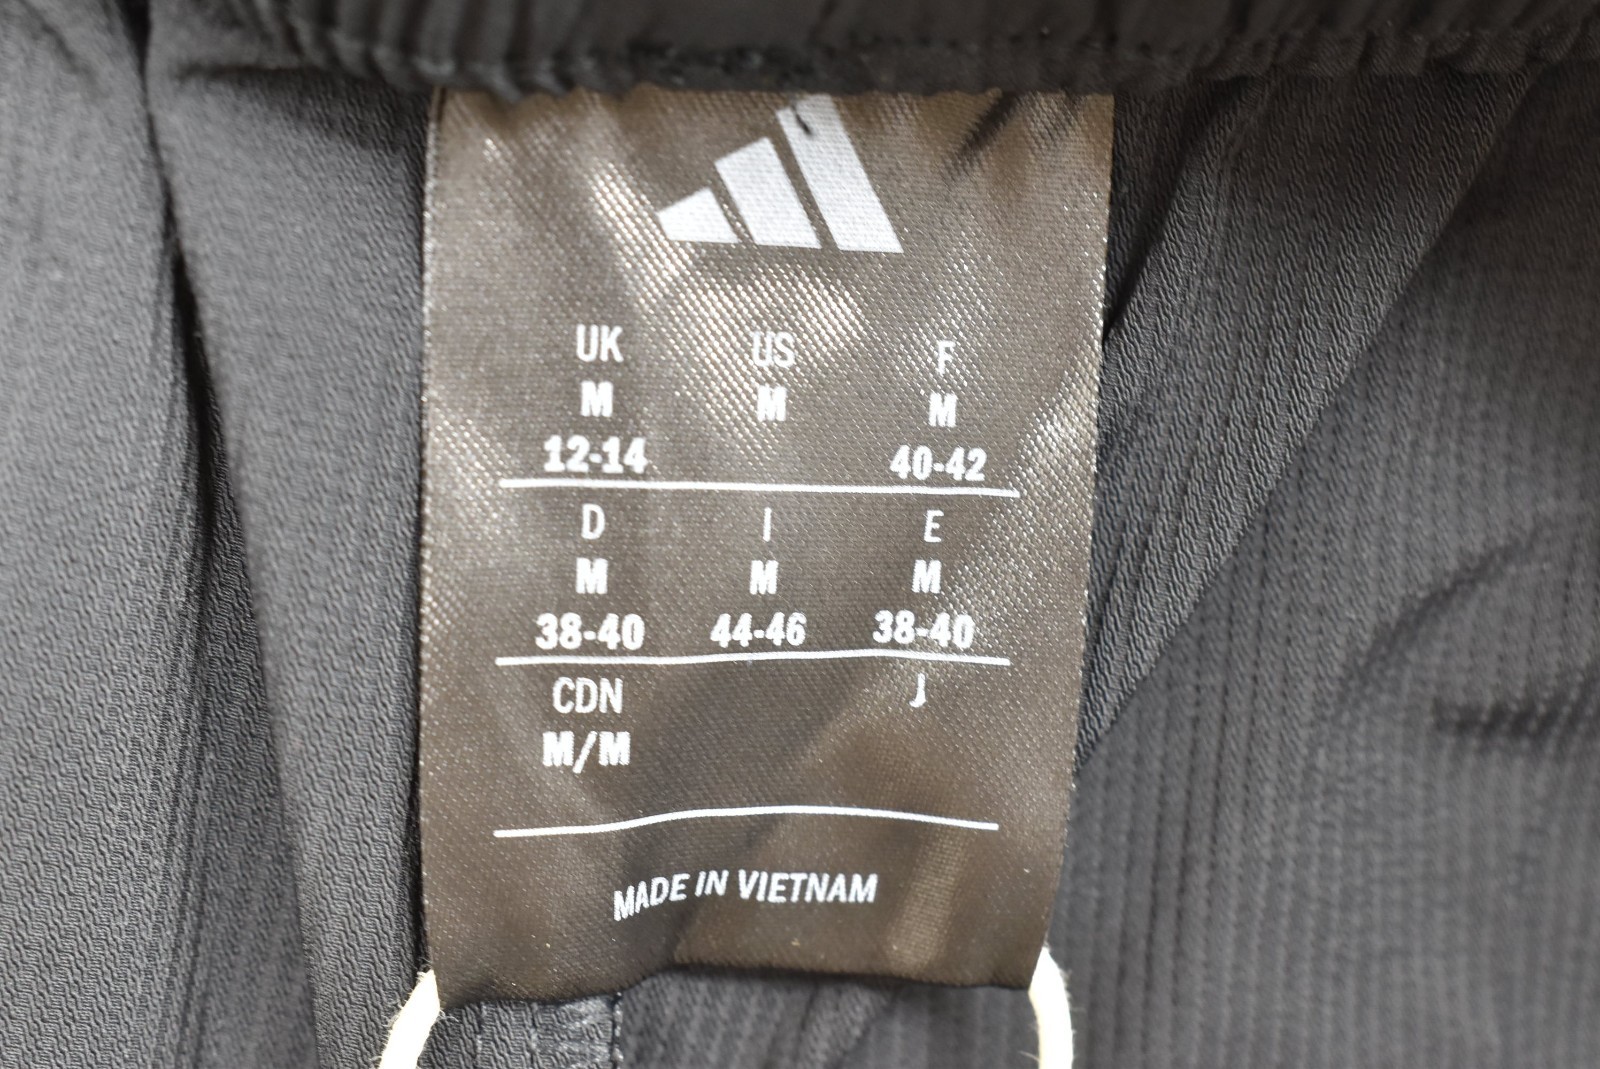 UK US F
M M M
12-14 40-42
D I E
M M M
38-40 44-46 38-40
CDN J
M/M
MADE IN VIETNAM